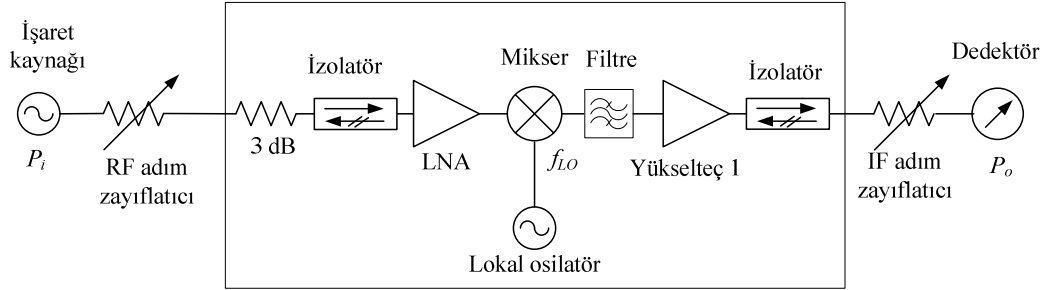 İşaret
kaynağı
P_i
RF adım
zayıflatıcı
3 dB
İzolatör
LNA
Mikser
f_LO
Lokal osilatör
Filtre
Yükselteç 1
İzolatör
IF adım
zayıflatıcı
Dedektör
P_o